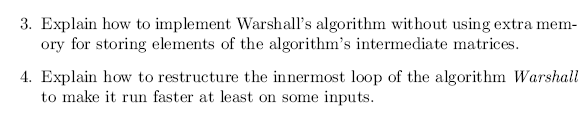 3. Explain how to implement Warshall's algorithm without using extra mem-
ory for storing elements of the algorithm's intermediate matrices.
4. Explain how to restructure the innermost loop of the algorithm Warshall
to make it run faster at least on some inputs.